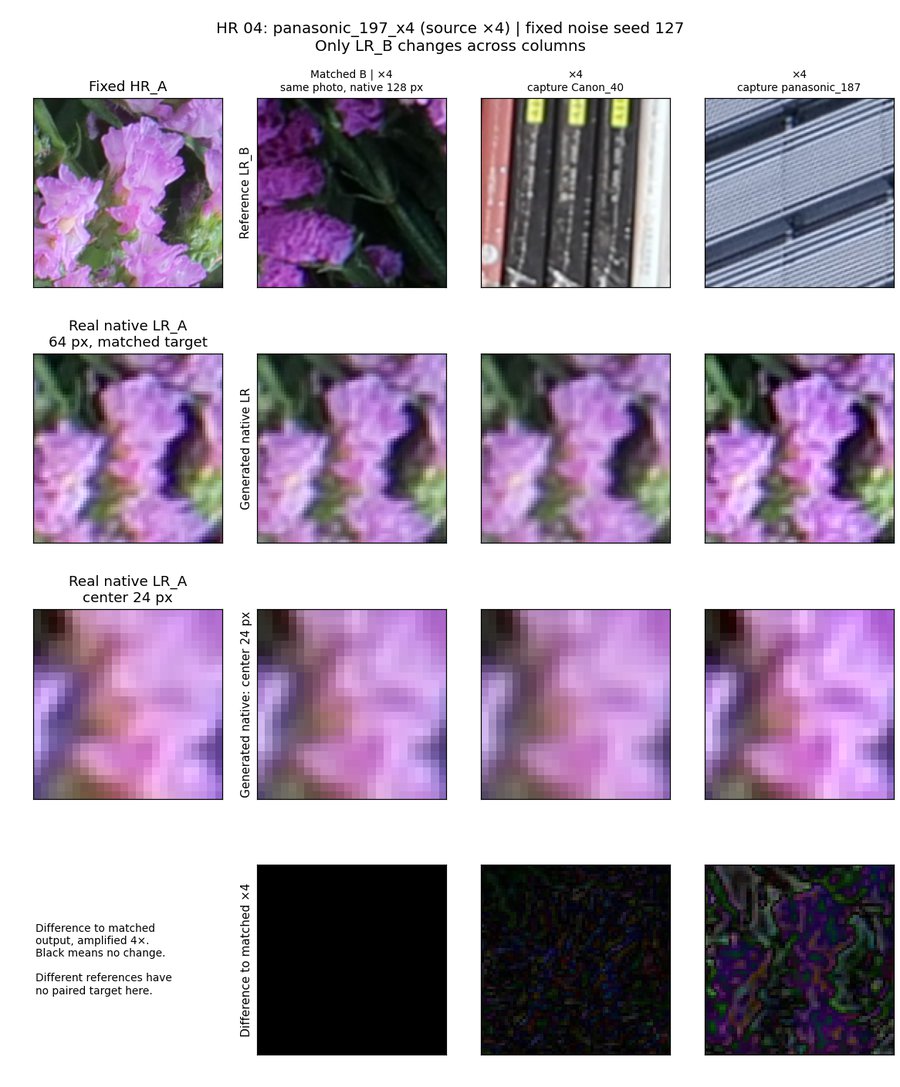 HR 04: panasonic_197_x4 (source ×4) | fixed noise seed 127
Only LR_B changes across columns
Fixed HR_A
Matched B | ×4
same photo, native 128 px
×4
capture Canon_40
×4
capture panasonic_187
Reference LR_B
Real native LR_A
64 px, matched target
Generated native LR
Real native LR_A
center 24 px
Generated native: center 24 px
Difference to matched
output, amplified 4×.
Black means no change.
Different references have
no paired target here.
Difference to matched ×4